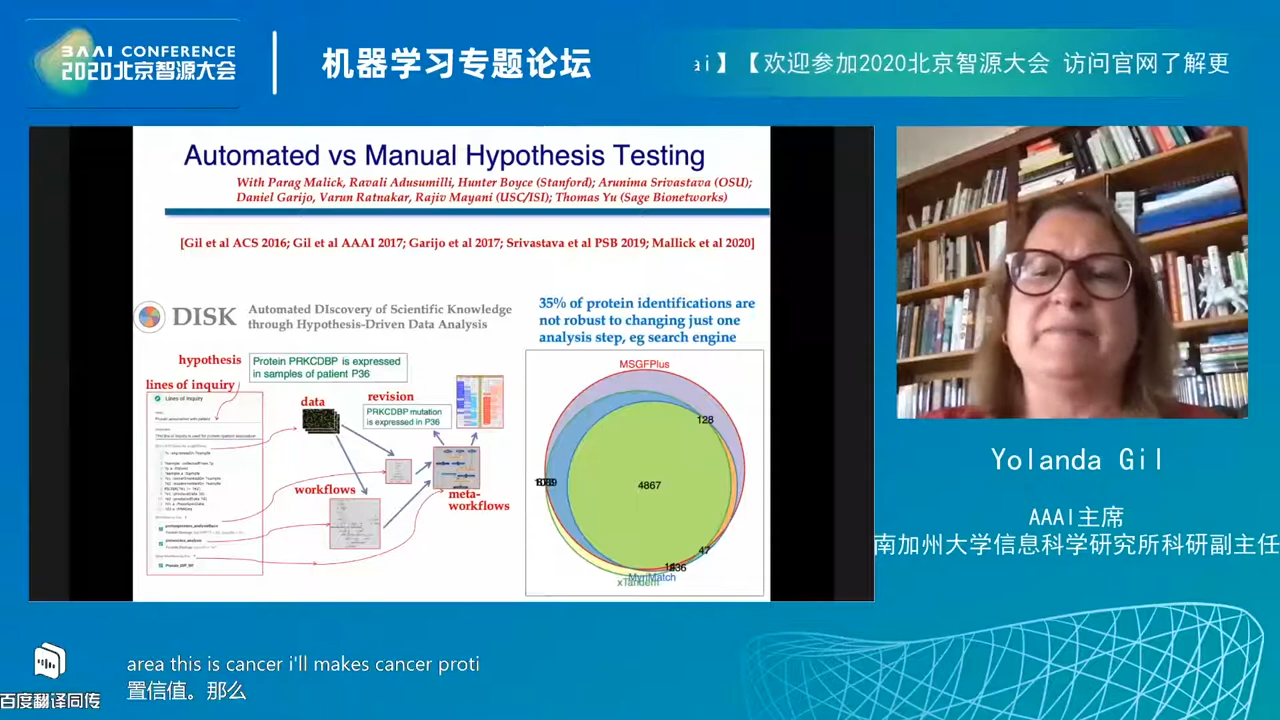 BAAI CONFERENCE
2020北京智源大会
机器学习专题论坛
ai】【欢迎参加2020北京智源大会 访问官网了解更
Automated vs Manual Hypothesis Testing
With Parag Malick, Ravali Adusumilli, Hunter Boyce (Stanford); Arunima Srivastava (OSU);
Daniel Garijo, Varun Ratnakar, Rajiv Mayani (USC/ISI); Thomas Yu (Sage Bionetworks)
[Gil et al ACS 2016; Gil et al AAAI 2017; Garijo et al 2017; Srivastava et al PSB 2019; Mallick et al 2020]
DISK
Automated DIscovery of Scientific Knowledge
through Hypothesis-Driven Data Analysis
35% of protein identifications are
not robust to changing just one
analysis step, eg search engine
hypothesis
Protein PRKCDBP is expressed
in samples of patient P36
lines of inquiry
Lines of Inquiry
data
revision
PRKCDBP mutation
is expressed in P36
workflows
meta-
workflows
MSGFPlus
128
4867
47
436
MyriMatch
xTandem
Yolanda Gil
AAAI主席
南加州大学信息科学研究所科研副主任
area this is cancer i'll makes cancer proti
置信值。那么
百度翻译同传